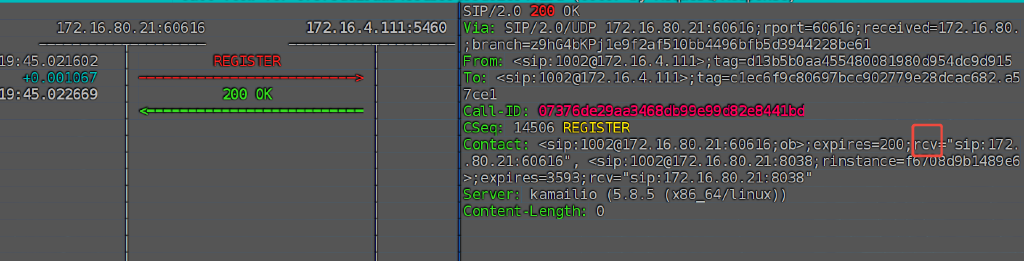 172.16.80.21:60616
172.16.4.111:5460
19:45.021602
REGISTER
+0.001067
19:45.022669
200 OK
SIP/2.0 200 OK
Via: SIP/2.0/UDP 172.16.80.21:60616;rport=60616;received=172.16.80.
;branch=z9hG4bKPj1e9f2af510bb4496bfb5d3944228be61
From: <sip:1002@172.16.4.111>;tag=d13b5b0aa455480081980d954dc9d915
To: <sip:1002@172.16.4.111>;tag=c1ec6f9c80697bcc902779e28dcac682.a5
7ce1
Call-ID: 07376de29aa3468db99e99d82e8441bd
CSeq: 14506 REGISTER
Contact: <sip:1002@172.16.80.21:60616;ob>;expires=200;rcv="sip:172.
.80.21:60616", <sip:1002@172.16.80.21:8038;rinstance=f6708d9b1489e6
>;expires=3593;rcv="sip:172.16.80.21:8038"
Server: kamailio (5.8.5 (x86_64/linux))
Content-Length: 0